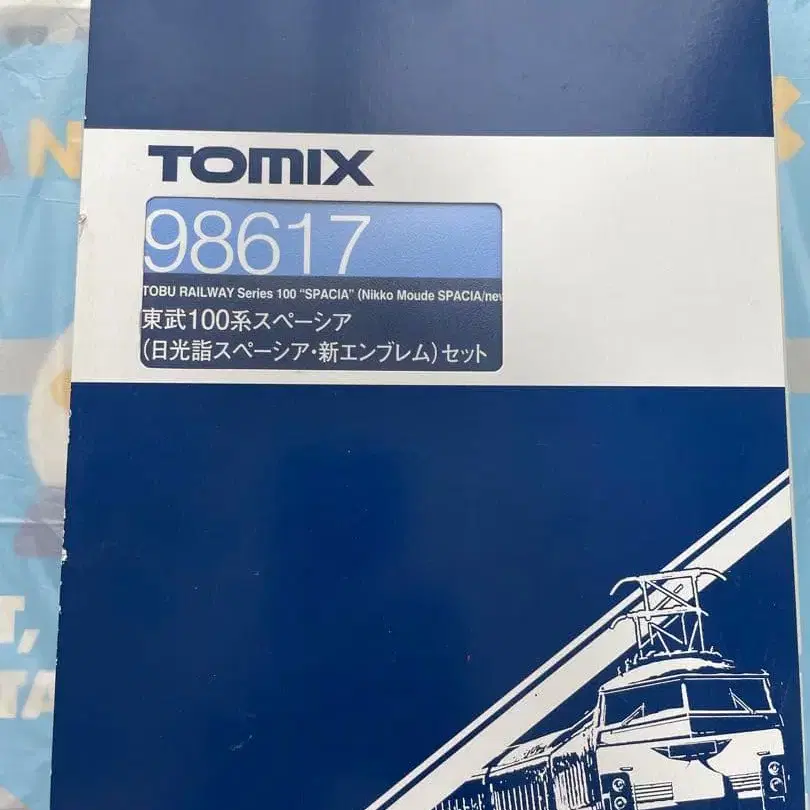 TOMIX
98617
TOBU RAILWAY Series 100 "SPACIA" (Nikko Moude SPACIA/new
東武100系スペーシア
(日光詣スペーシア・新エンブレム)セット